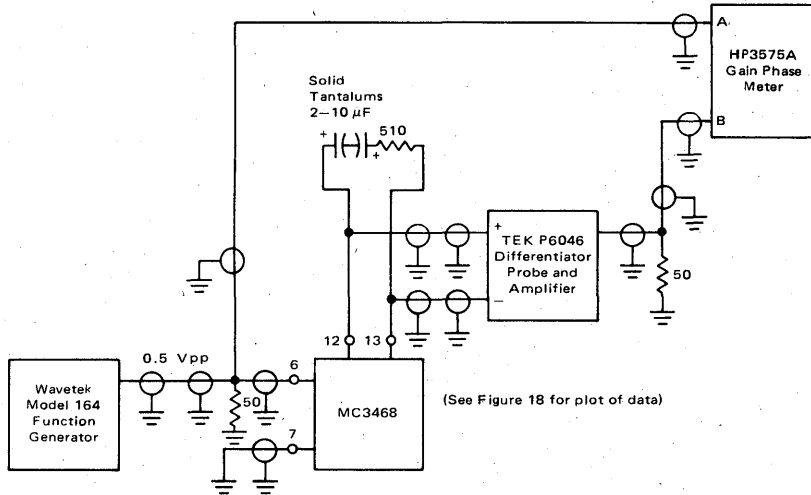 A
HP3575A
Gain Phase
Meter
B
Solid
Tantalums
2–10 μF
+
+
510
+
TEK P6046
Differentiator
Probe and
Amplifier
–
50
12
13
0.5 Vpp
6
Wavetek
Model 164
Function
Generator
50
MC3468
7
(See Figure 18 for plot of data)